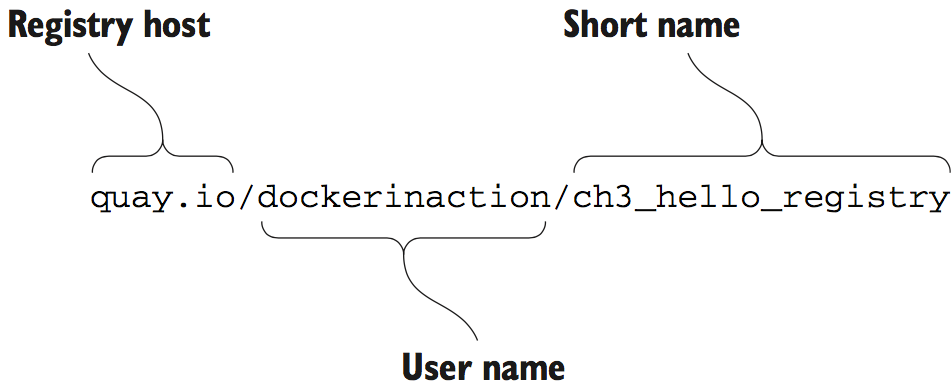 Registry host
Short name
quay.io/dockerinaction/ch3_hello_registry
User name